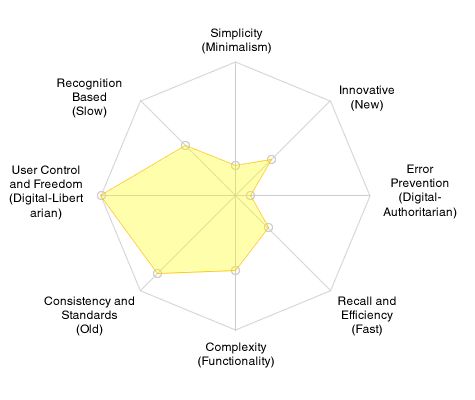 Simplicity
(Minimalism)
Innovative
(New)
Error
Prevention
(Digital-
Authoritarian)
Recall and
Efficiency
(Fast)
Complexity
(Functionality)
Consistency and
Standards
(Old)
User Control
and Freedom
(Digital-Libert
arian)
Recognition
Based
(Slow)